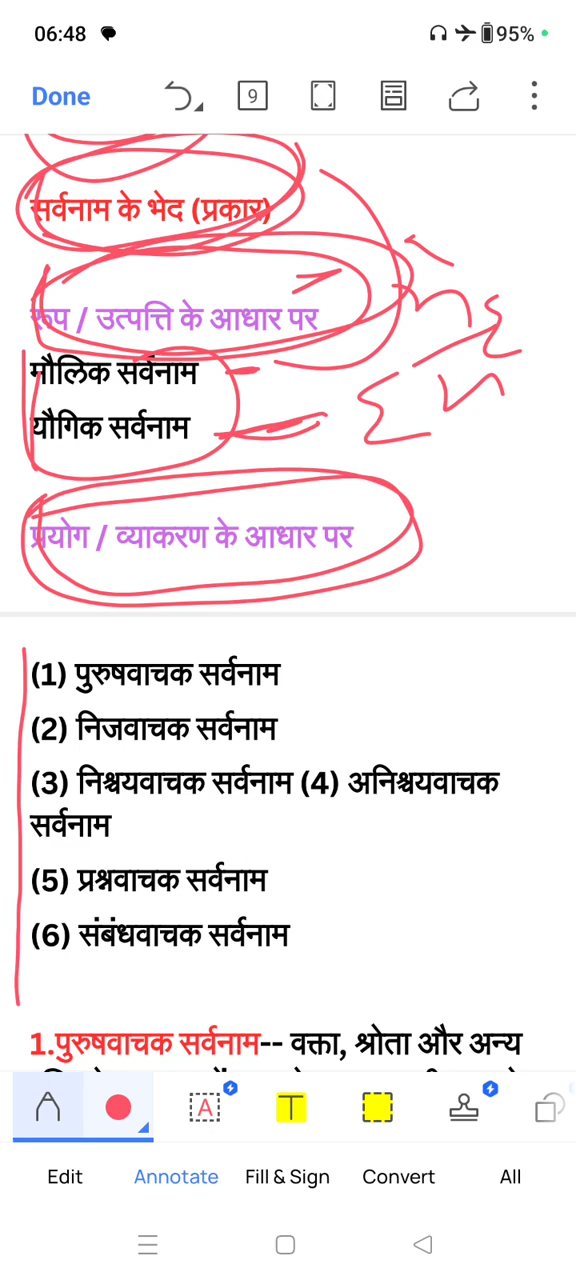 06:48 95%
Done 9
सर्वनाम के भेद (प्रकार)
रूप / उत्पत्ति के आधार पर
मौलिक सर्वनाम
यौगिक सर्वनाम
प्रयोग / व्याकरण के आधार पर
(1) पुरुषवाचक सर्वनाम
(2) निजवाचक सर्वनाम
(3) निश्चयवाचक सर्वनाम (4) अनिश्चयवाचक
सर्वनाम
(5) प्रश्नवाचक सर्वनाम
(6) संबंधवाचक सर्वनाम
1.पुरुषवाचक सर्वनाम-- वक्ता, श्रोता और अन्य
A T
Edit Annotate Fill & Sign Convert All